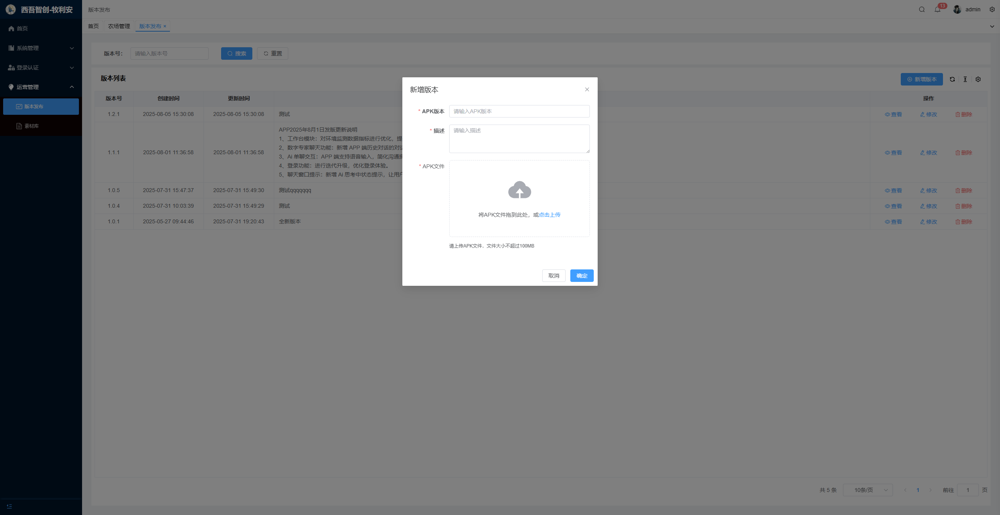 西吾智创-牧利安
首页
系统管理
登录认证
运营管理
版本发布
素材库
版本发布
13
admin
首页
农场管理
版本发布
版本号：
请输入版本号
搜索
重置
版本列表
新增版本
版本号 创建时间 更新时间 操作
1.2.1 2025-08-05 15:30:08 2025-08-05 15:30:08 测试 查看 修改 删除
1.1.1 2025-08-01 11:36:58 2025-08-01 11:36:58 查看 修改 删除
APP2025年8月1日发版更新说明
1、工作台模块：对环境监测数据指标进行优化，提
2、数字专家聊天功能：新增 APP 端历史对话的对
3、Ai 单聊交互：APP 端支持语音输入，简化沟通
4、登录功能：进行迭代升级，优化登录体验。
5、聊天窗口提示：新增 Ai 思考中状态提示，让用户
1.0.5 2025-07-31 15:47:37 2025-07-31 15:49:30 测试qqqqqqq 查看 修改 删除
1.0.4 2025-07-31 10:03:39 2025-07-31 15:49:29 测试 查看 修改 删除
1.0.1 2025-05-27 09:44:46 2025-07-31 19:20:43 全新版本 查看 修改 删除
新增版本
* APK版本 请输入APK版本
* 描述 请输入描述
* APK文件
将APK文件拖到此处，或点击上传
请上传APK文件，文件大小不超过100MB
取消
确定
共 5 条 10条/页 1 前往 1 页